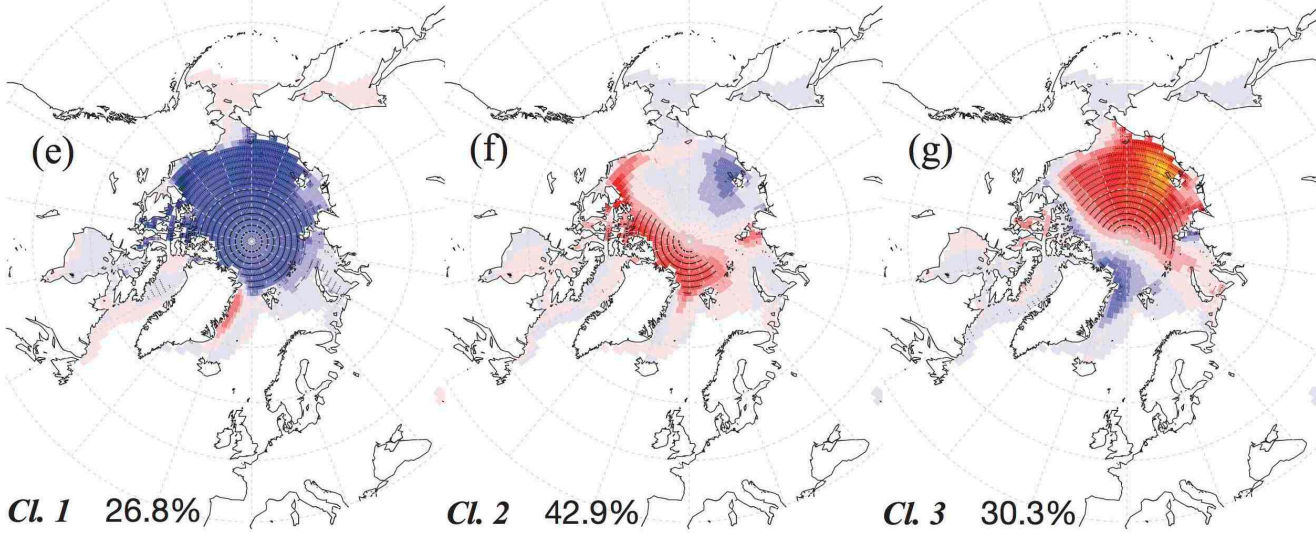 (e)
(f)
(g)
Cl. 1 26.8%
Cl. 2 42.9%
Cl. 3 30.3%